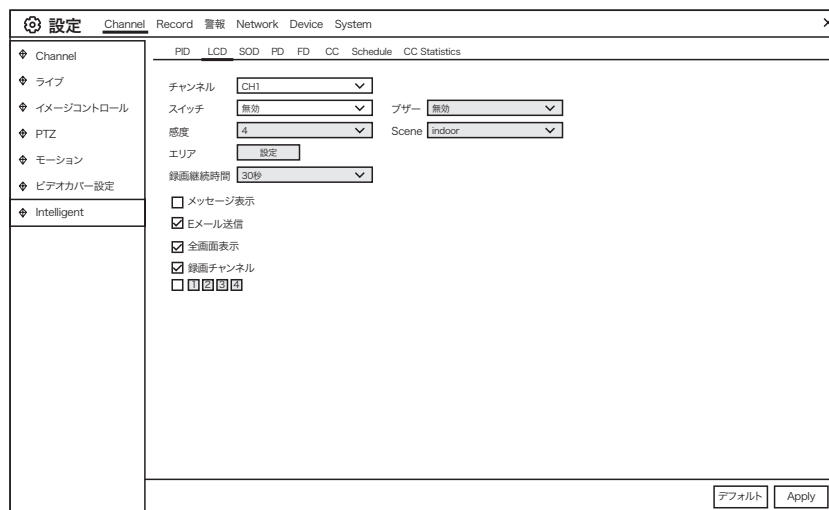 設定 Channel Record 警報 Network Device System ×
PID LCD SOD PD FD CC Schedule CC Statistics
Channel
ライブ
イメージコントロール
PTZ
モーション
ビデオカバー設定
Intelligent
チャンネル CH1
スイッチ 無効 ブザー 無効
感度 4 Scene indoor
エリア 設定
録画継続時間 30秒
メッセージ表示
Eメール送信
全画面表示
録画チャンネル
1 2 3 4
デフォルト Apply